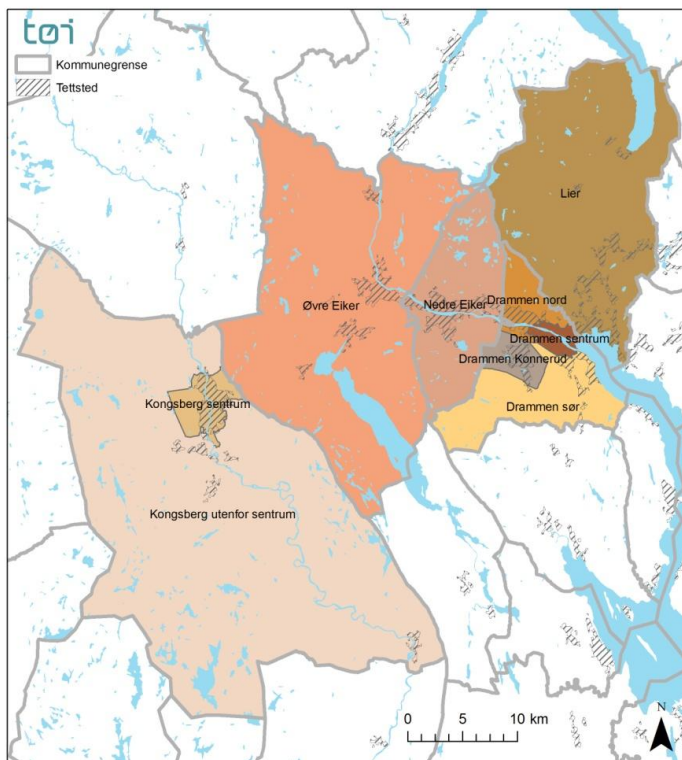 tøi
Kommunegrense
Tettsted
Lier
Øvre Eiker
Nedre Eiker
Drammen nord
Drammen sentrum
Drammen Konnerud
Drammen sør
Kongsberg sentrum
Kongsberg utenfor sentrum
N
0 5 10 km